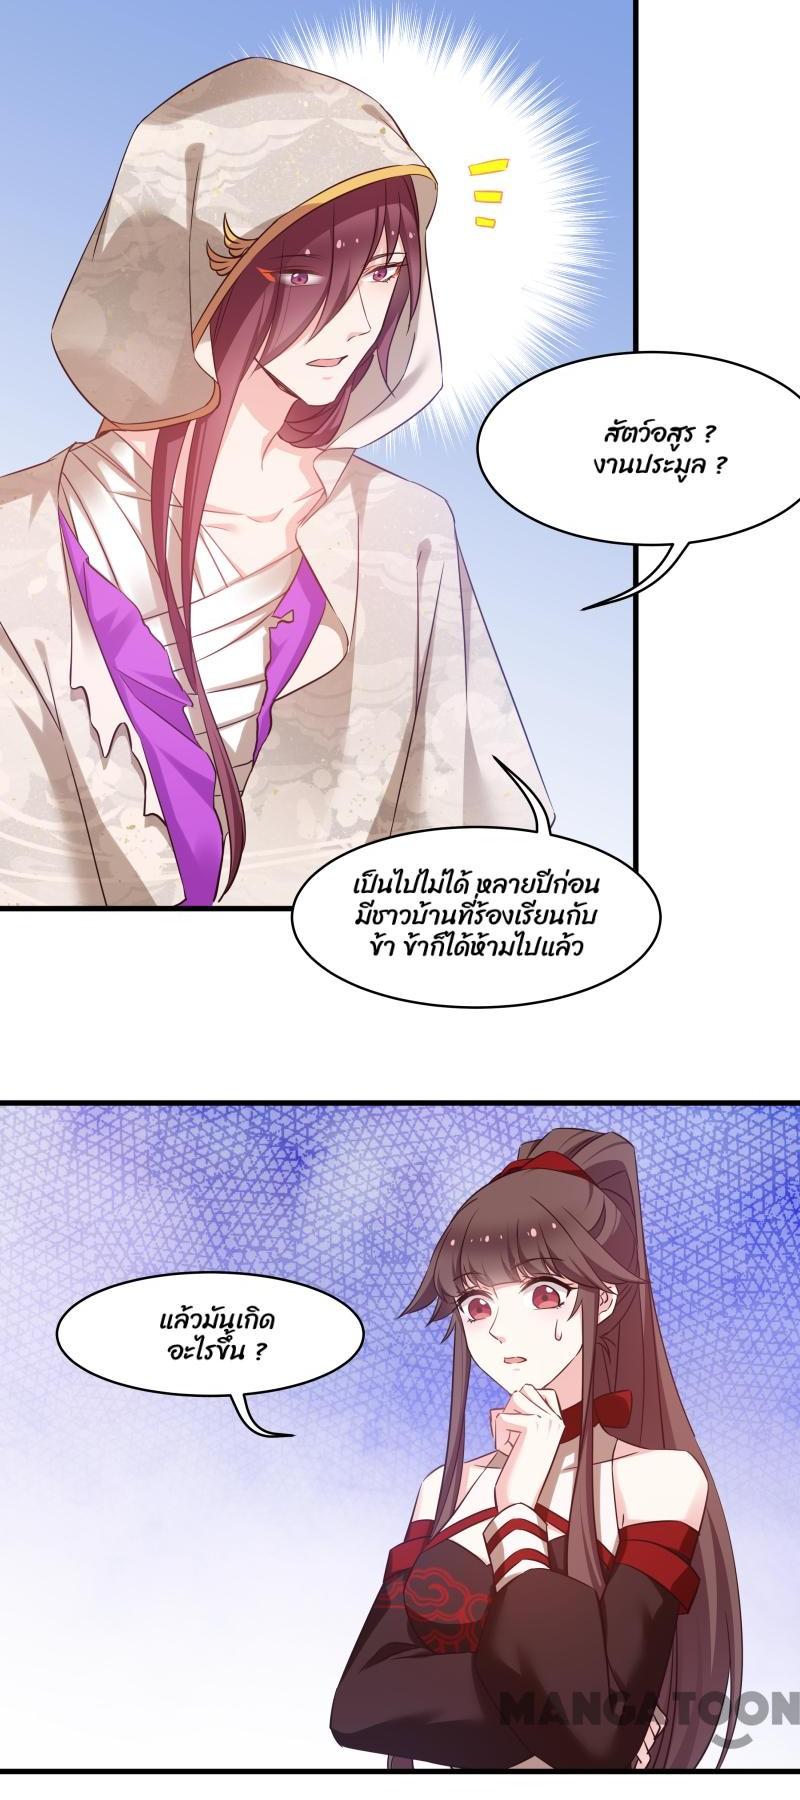 สัตว์อสูร ?
งานประมูล ?
เป็นไปไม่ได้ หลายปีก่อน
มีชาวบ้านที่ร้องเรียนกับ
ข้า ข้าก็ได้ห้ามไปแล้ว
แล้วมันเกิด
อะไรขึ้น ?
MANGATOON